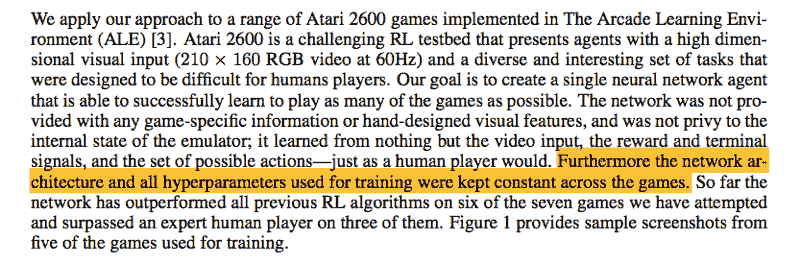 We apply our approach to a range of Atari 2600 games implemented in The Arcade Learning Envi-
ronment (ALE) [3]. Atari 2600 is a challenging RL testbed that presents agents with a high dimen-
sional visual input (210 × 160 RGB video at 60Hz) and a diverse and interesting set of tasks that
were designed to be difficult for humans players. Our goal is to create a single neural network agent
that is able to successfully learn to play as many of the games as possible. The network was not pro-
vided with any game-specific information or hand-designed visual features, and was not privy to the
internal state of the emulator; it learned from nothing but the video input, the reward and terminal
signals, and the set of possible actions—just as a human player would. Furthermore the network ar-
chitecture and all hyperparameters used for training were kept constant across the games. So far the
network has outperformed all previous RL algorithms on six of the seven games we have attempted
and surpassed an expert human player on three of them. Figure 1 provides sample screenshots from
five of the games used for training.